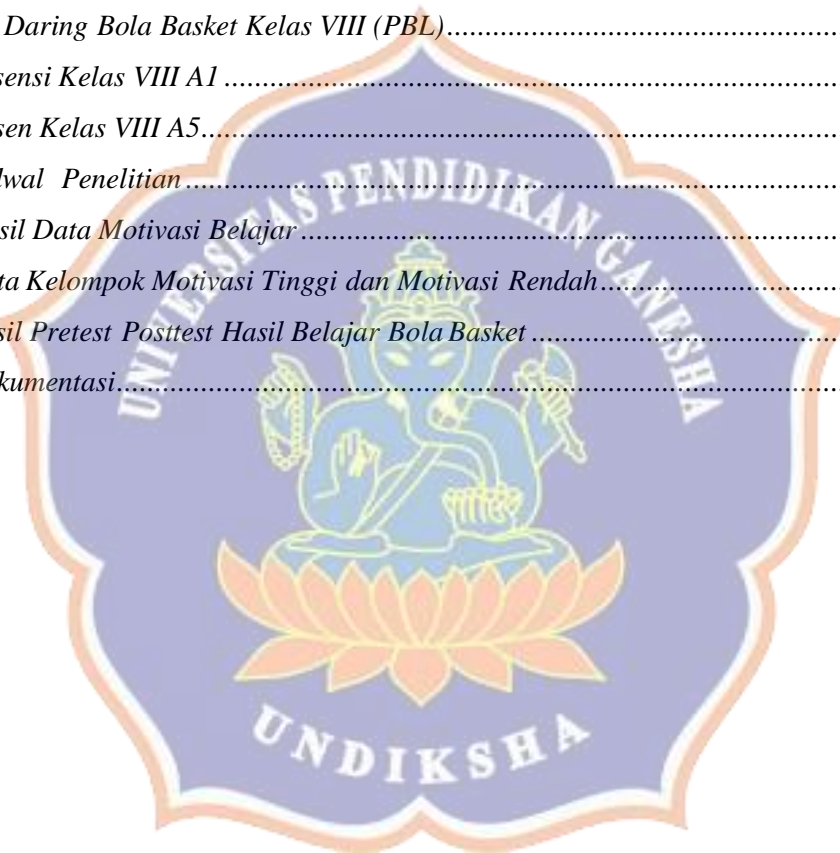 Daring Bola Basket Kelas VIII (PBL)..................................................
sensi Kelas VIII A1..................................................
sen Kelas VIII A5..................................................
wal Penelitian..................................................
sil Data Motivasi Belajar..................................................
ta Kelompok Motivasi Tinggi dan Motivasi Rendah..................................................
sil Pretest Posttest Hasil Belajar Bola Basket..................................................
kumentasi..................................................
UNIVERSITAS PENDIDIKAN GANESHA
UNDIKSHA